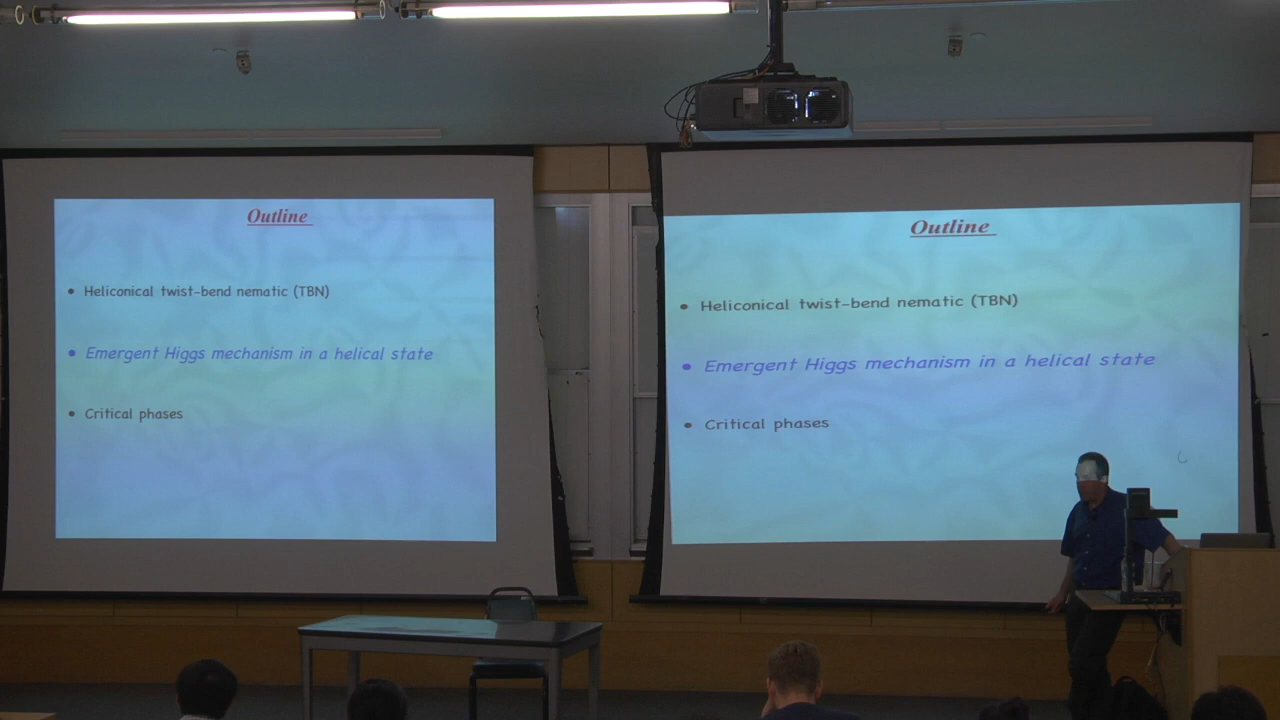 Outline
• Heliconical twist-bend nematic (TBN)
• Emergent Higgs mechanism in a helical state
• Critical phases
Outline
• Heliconical twist-bend nematic (TBN)
• Emergent Higgs mechanism in a helical state
• Critical phases